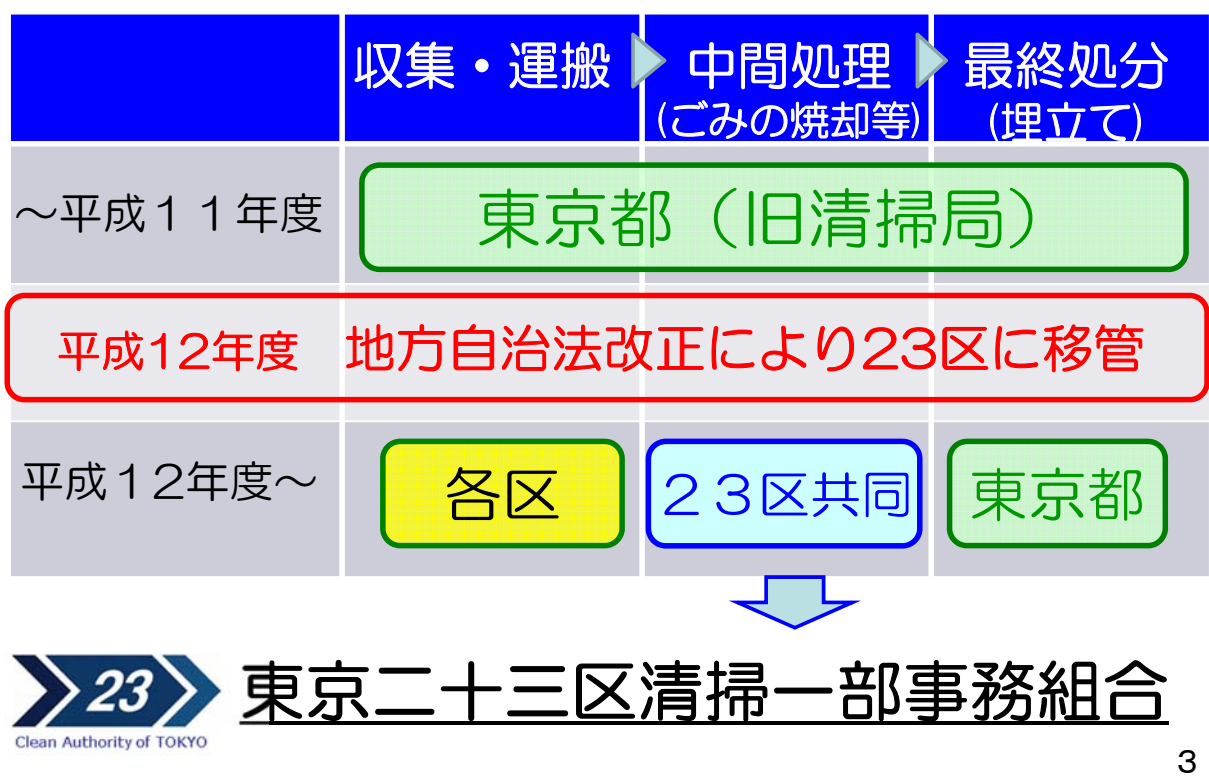 収集・運搬
中間処理
(ごみの焼却等)
最終処分
(埋立て)
～平成１１年度
東京都（旧清掃局）
平成12年度 地方自治法改正により23区に移管
平成１２年度～
各区
２３区共同
東京都
23
Clean Authority of TOKYO
東京二十三区清掃一部事務組合
3